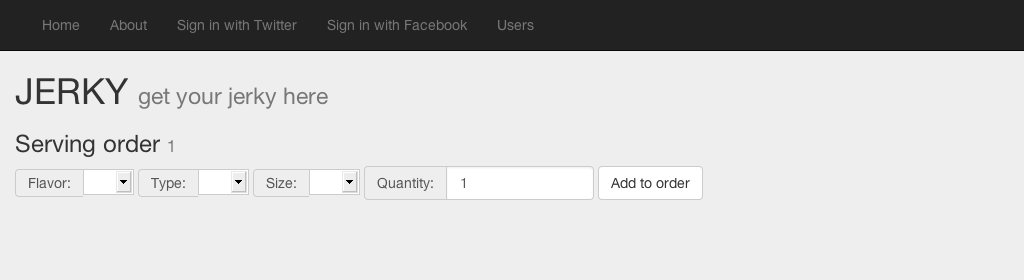 Home About Sign in with Twitter Sign in with Facebook Users
JERKY get your jerky here
Serving order 1
Flavor: Type: Size: Quantity: 1 Add to order